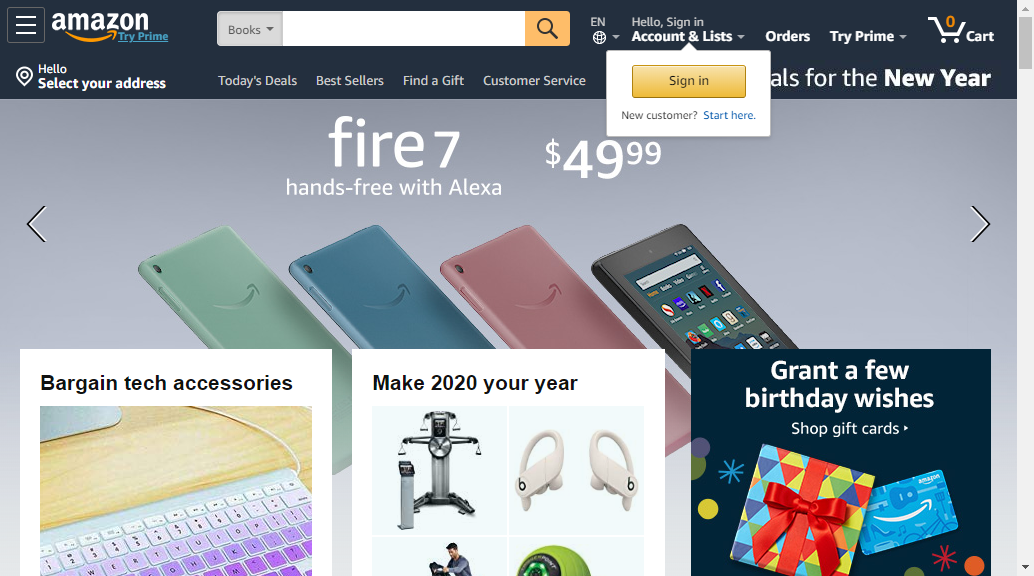 amazon
Try Prime
Books
EN
Hello, Sign in
Account & Lists
Orders
Try Prime
0
Cart
Hello
Select your address
Today's Deals
Best Sellers
Find a Gift
Customer Service
als for the New Year
Sign in
New customer? Start here.
fire 7
$4999
hands-free with Alexa
Bargain tech accessories
Make 2020 your year
Grant a few
birthday wishes
Shop gift cards
amazon